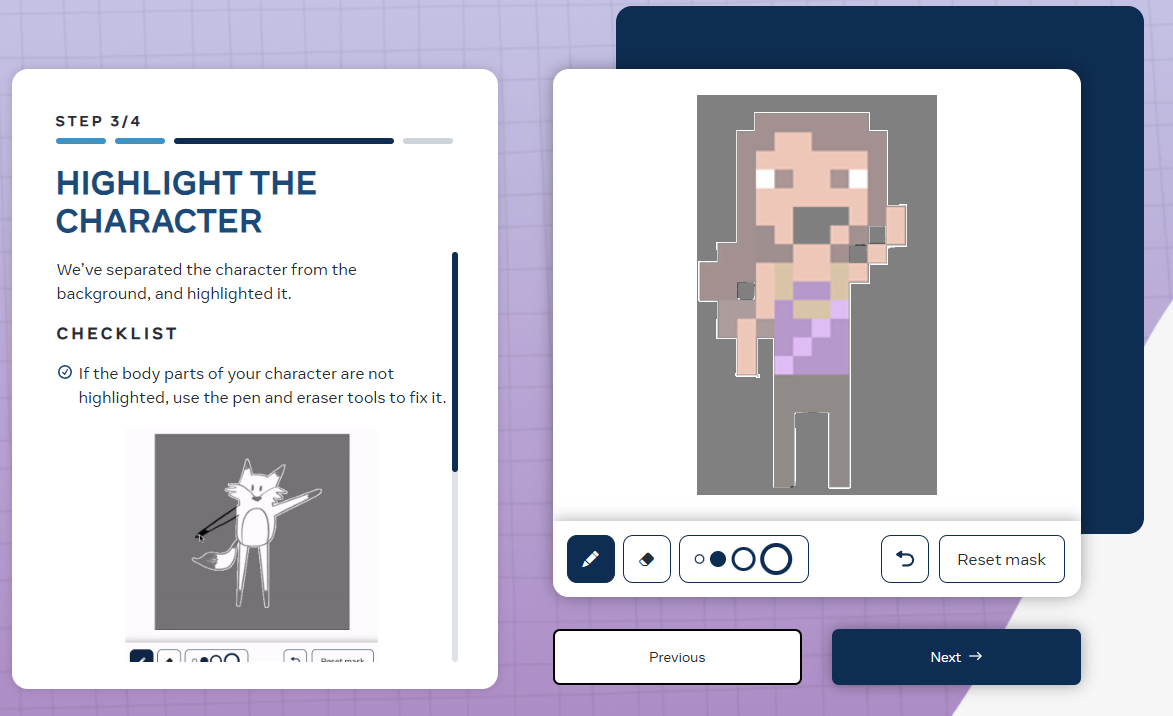 STEP 3/4
HIGHLIGHT THE
CHARACTER
We’ve separated the character from the
background, and highlighted it.
CHECKLIST
If the body parts of your character are not
highlighted, use the pen and eraser tools to fix it.
Reset mask
Reset mask
Previous
Next →